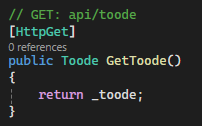 // GET: api/toode
[HttpGet]
0 references
public Toode GetToode()
{
return _toode;
}